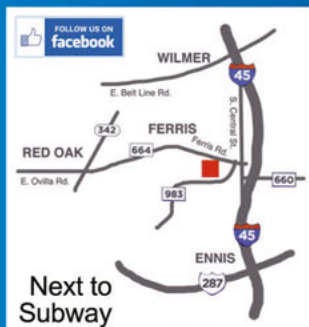 FOLLOW US ON
facebook
WILMER
45
E. Belt Line Rd.
S. Central St.
342
FERRIS
RED OAK
664
Ferris Rd.
E. Ovilla Rd.
983
660
45
ENNIS
287
Next to
Subway